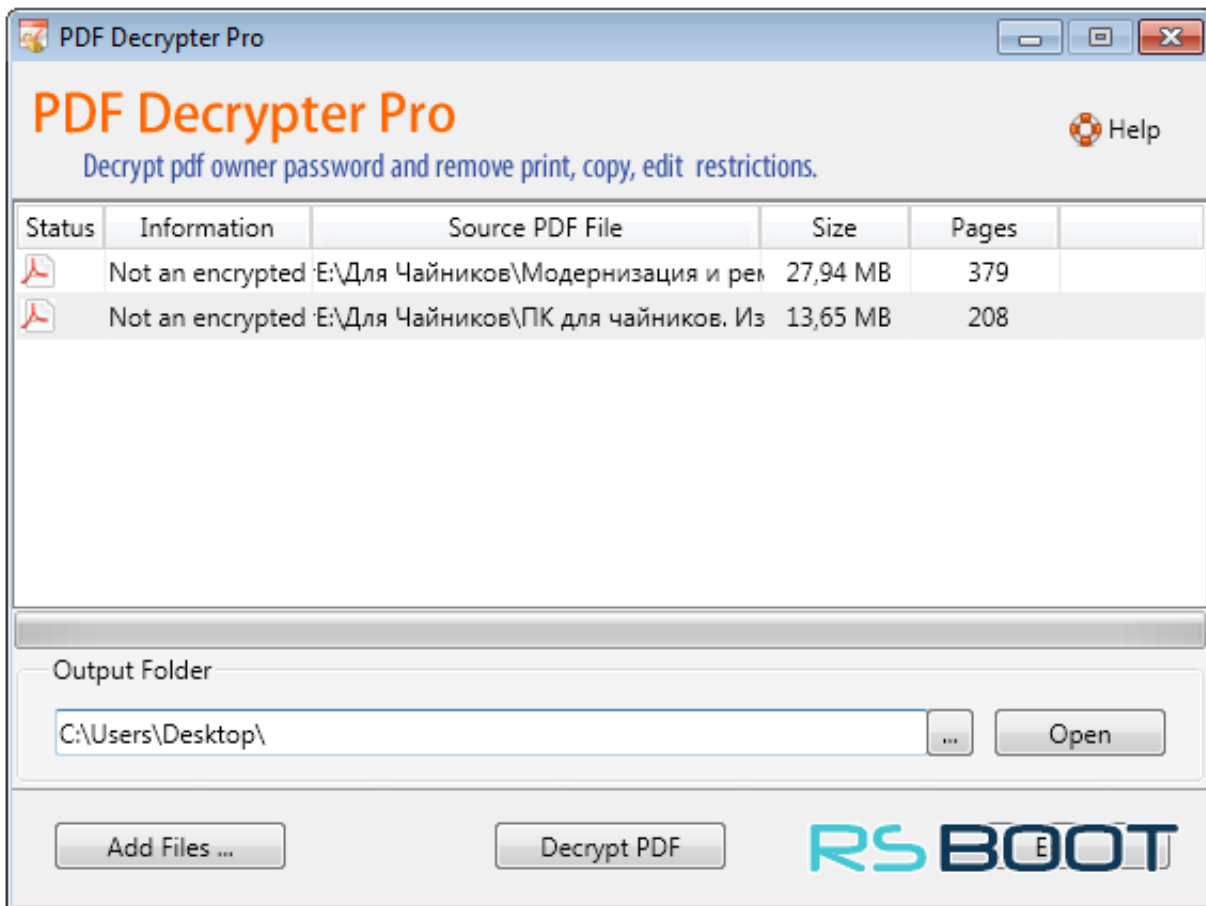 PDF Decrypter Pro
PDF Decrypter Pro
Help
Decrypt pdf owner password and remove print, copy, edit restrictions.
Status Information Source PDF File Size Pages
Not an encrypted E:\Для Чайников\Модернизация и 27,94 MB 379
Not an encrypted E:\Для Чайников\ПК для чайников. Из 13,65 MB 208
Output Folder
C:\Users\Desktop\ ... Open
Add Files ... Decrypt PDF
RS BOOT